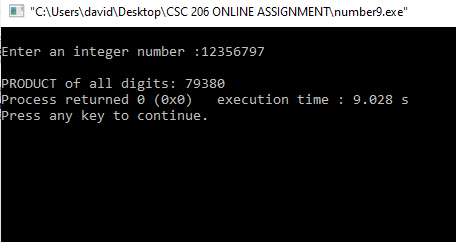 "C:\Users\david\Desktop\CSC 206 ONLINE ASSIGNMENT\number9.exe"
Enter an integer number :12356797
PRODUCT of all digits: 79380
Process returned 0 (0x0)   execution time : 9.028 s
Press any key to continue.